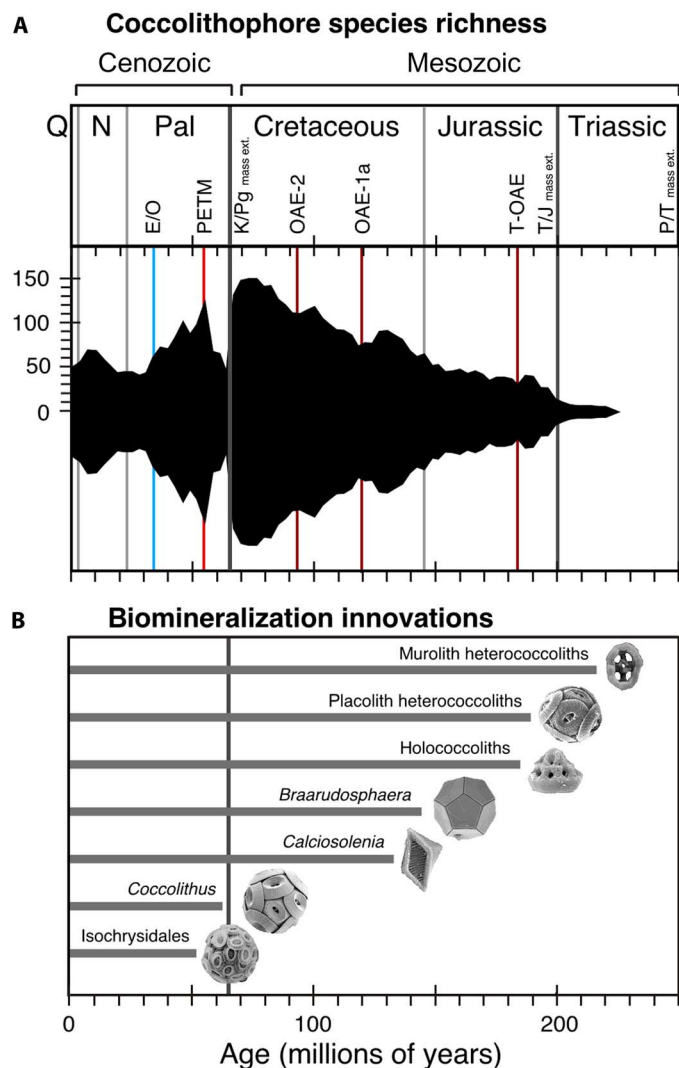 A Coccolithophore species richness
Cenozoic Mesozoic
Q N Pal Cretaceous Jurassic Triassic
E/O
PETM
K/Pg mass ext.
OAE-2
OAE-1a
T-OAE
T/J mass ext.
P/T mass ext.
150
100
50
0
B Biomineralization innovations
Murolith heterococcoliths
Placolith heterococcoliths
Holococcoliths
Braarudosphaera
Calciosolenia
Coccolithus
Isochrysidales
0 100 200
Age (millions of years)